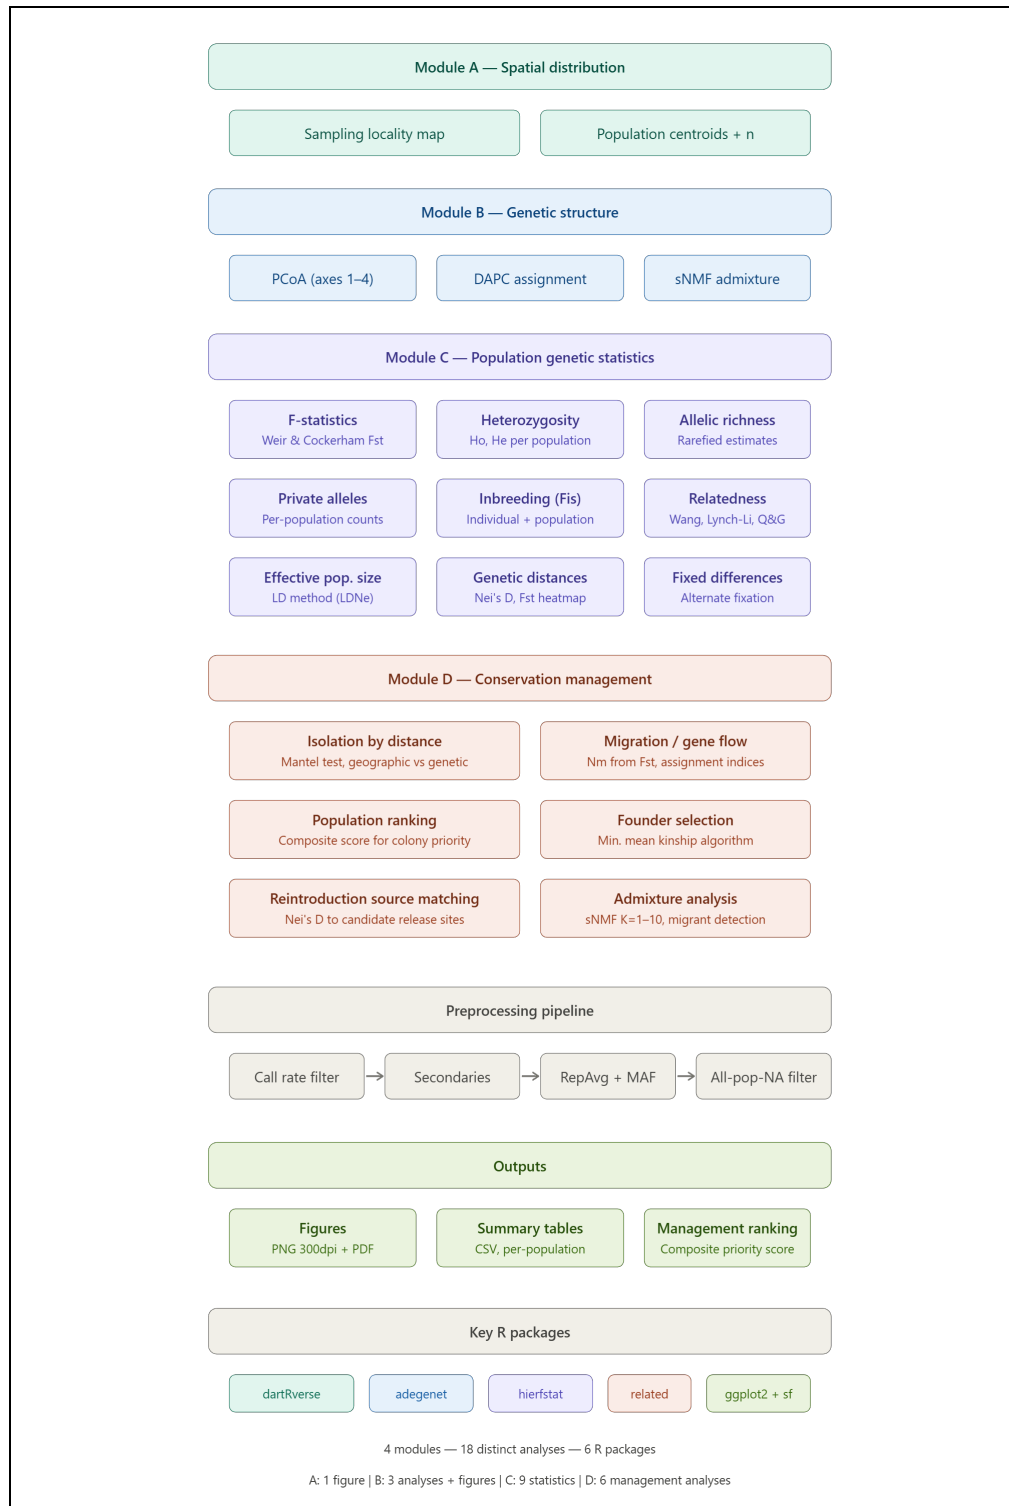 Module A — Spatial distribution
Sampling locality map
Population centroids + n
Module B — Genetic structure
PCoA (axes 1–4)
DAPC assignment
sNMF admixture
Module C — Population genetic statistics
F-statistics
Weir & Cockerham Fst
Heterozygosity
Ho, He per population
Allelic richness
Rarefied estimates
Private alleles
Per-population counts
Inbreeding (Fis)
Individual + population
Relatedness
Wang, Lynch-Li, Q&G
Effective pop. size
LD method (LDNe)
Genetic distances
Nei's D, Fst heatmap
Fixed differences
Alternate fixation
Module D — Conservation management
Isolation by distance
Mantel test, geographic vs genetic
Migration / gene flow
Nm from Fst, assignment indices
Population ranking
Composite score for colony priority
Founder selection
Min. mean kinship algorithm
Reintroduction source matching
Nei's D to candidate release sites
Admixture analysis
sNMF K=1–10, migrant detection
Preprocessing pipeline
Call rate filter
Secondaries
RepAvg + MAF
All-pop-NA filter
Outputs
Figures
PNG 300dpi + PDF
Summary tables
CSV, per-population
Management ranking
Composite priority score
Key R packages
dartRverse
adegenet
hierfstat
related
ggplot2 + sf
4 modules — 18 distinct analyses — 6 R packages
A: 1 figure | B: 3 analyses + figures | C: 9 statistics | D: 6 management analyses